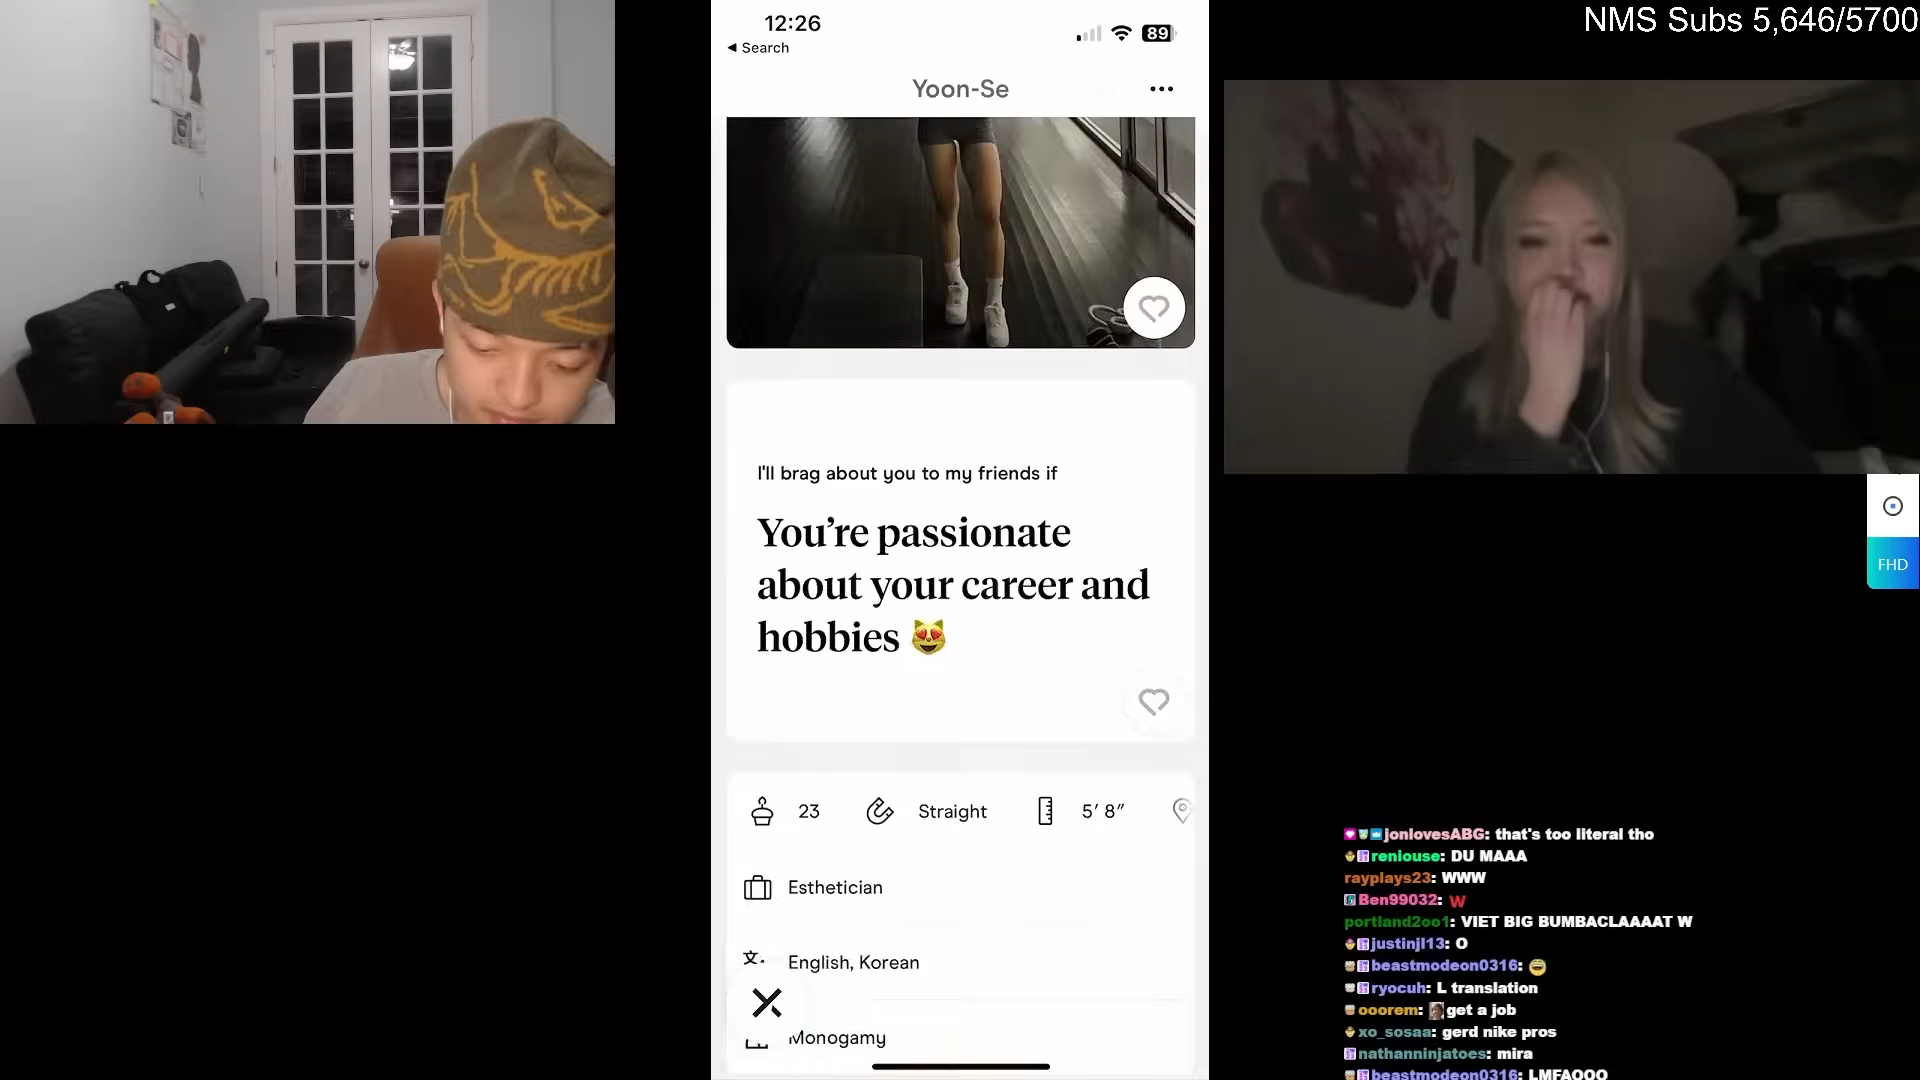 NMS Subs 5,646/5700
12:26
89
Search
Yoon-Se
I'll brag about you to my friends if
You’re passionate
about your career and
hobbies 😻
23 Straight 5′ 8″
Esthetician
English, Korean
Monogamy
FHD
jonlovesABG: that's too literal tho
reniouse: DU MAAA
rayplays23: WWW
Ben99032: W
portland2oo1: VIET BIG BUMBACLAAAAT W
justinjl13: O
beastmodeon0316: 😄
ryocuh: L translation
ooorem: get a job
xo_sosaa: gerd nike pros
nathanninjatoes: mira
beastmodeon0316: LMFAOOO